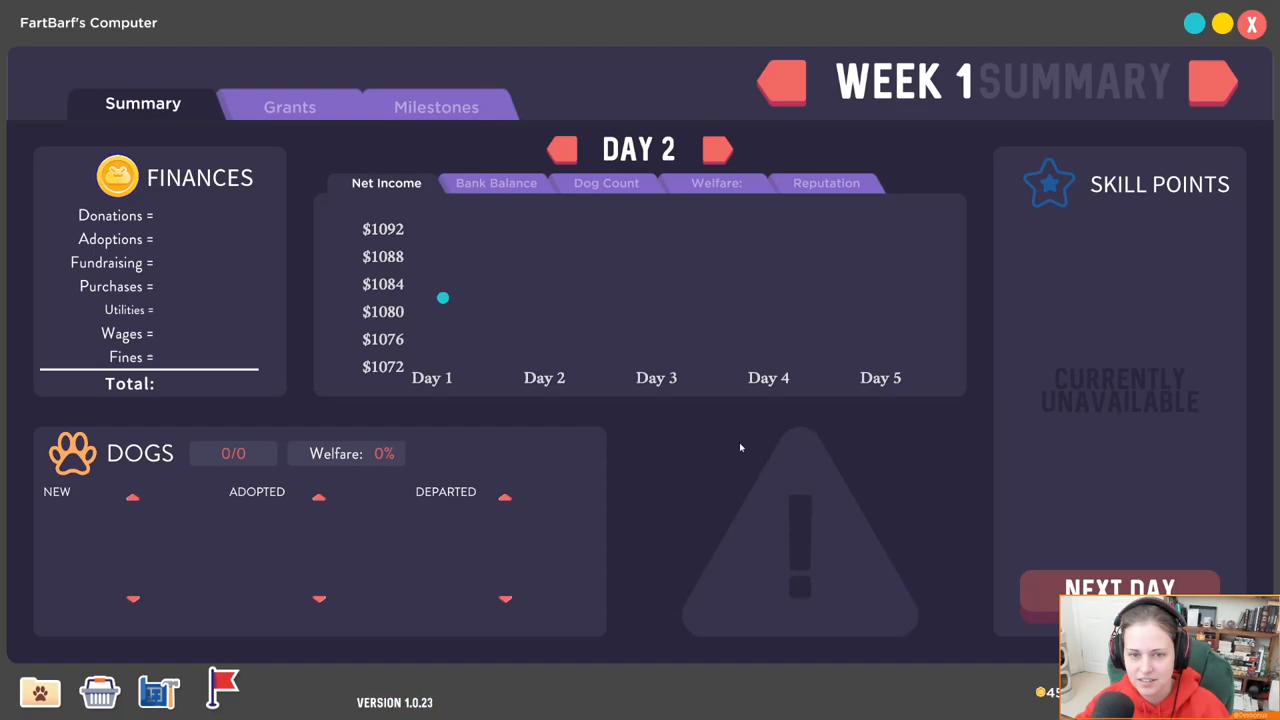 FartBarf's Computer
X
Summary
Grants
Milestones
WEEK 1 SUMMARY
DAY 2
FINANCES
Donations =
Adoptions =
Fundraising =
Purchases =
Utilities =
Wages =
Fines =
Total:
Net Income
Bank Balance
Dog Count
Welfare:
Reputation
$1092
$1088
$1084
$1080
$1076
$1072
Day 1
Day 2
Day 3
Day 4
Day 5
SKILL POINTS
CURRENTLY
UNAVAILABLE
DOGS
0/0
Welfare: 0%
NEW
ADOPTED
DEPARTED
!
NEXT DAY
VERSION 1.0.23